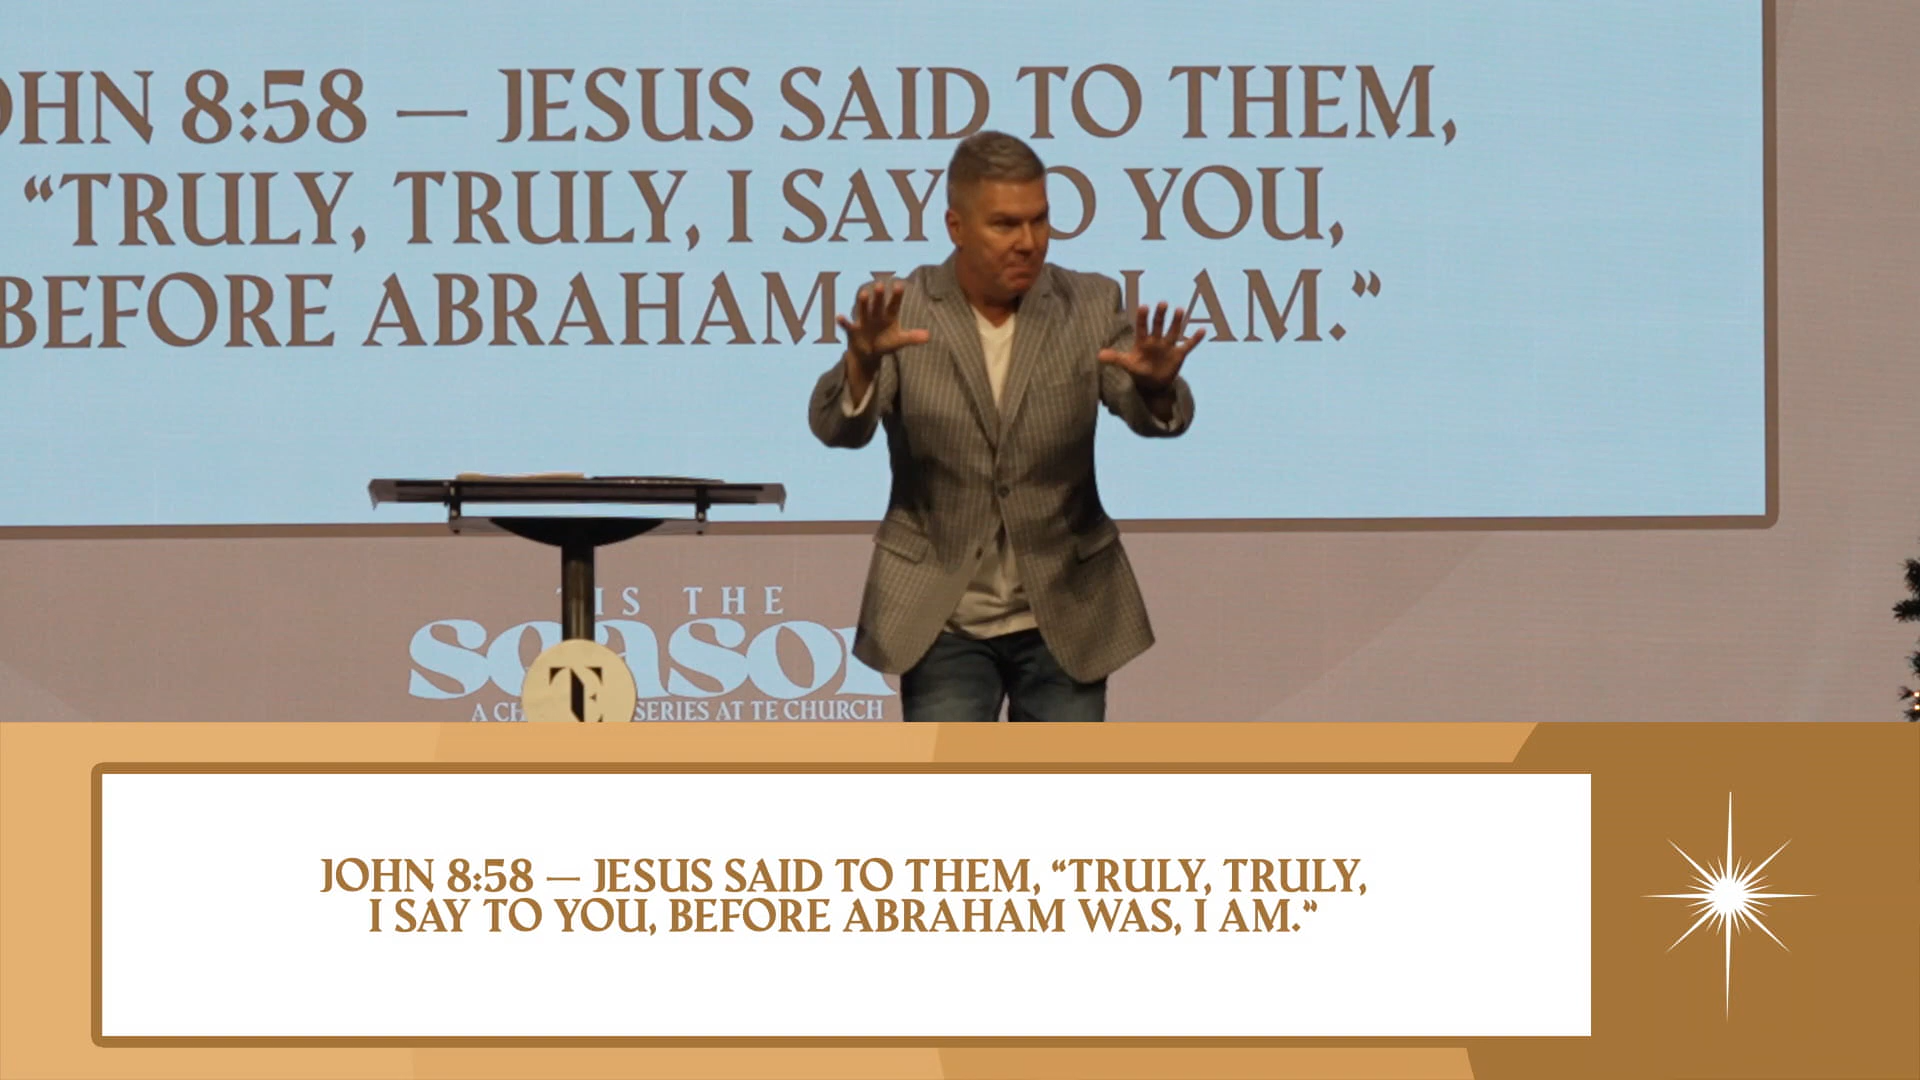 OHN 8:58 — JESUS SAID TO THEM,
“TRULY, TRULY, I SAY O YOU,
BEFORE ABRAHAM I AM.”
IS THE
SERIES AT TE CHURCH
TE
JOHN 8:58 — JESUS SAID TO THEM, “TRULY, TRULY,
I SAY TO YOU, BEFORE ABRAHAM WAS, I AM.”